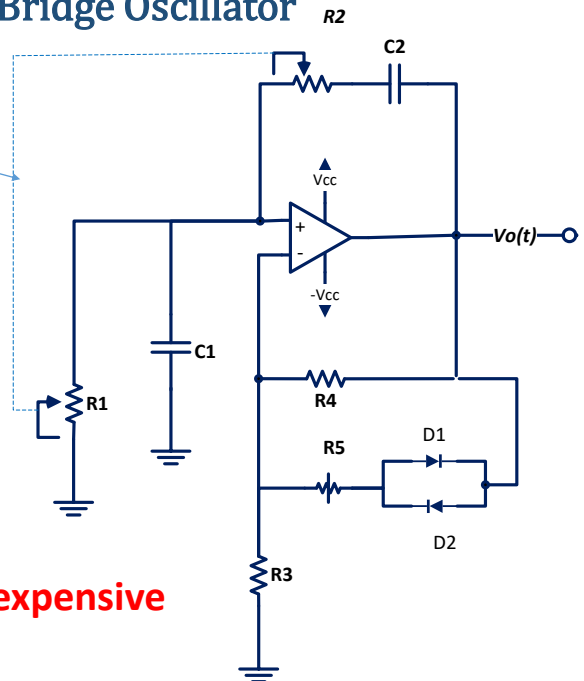 Bridge Oscillator
R2
C2
Vcc
+
-
Vo(t)
-Vcc
C1
R4
R1
R5
D1
D2
R3
expensive